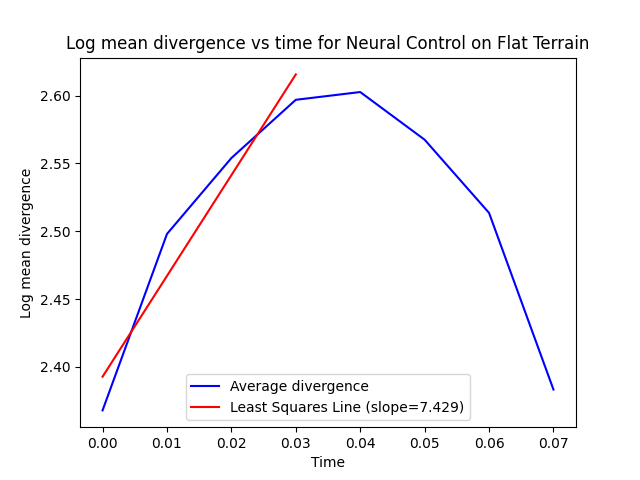 Log mean divergence vs time for Neural Control on Flat Terrain
Log mean divergence
2.60
2.55
2.50
2.45
2.40
Average divergence
Least Squares Line (slope=7.429)
0.00 0.01 0.02 0.03 0.04 0.05 0.06 0.07
Time